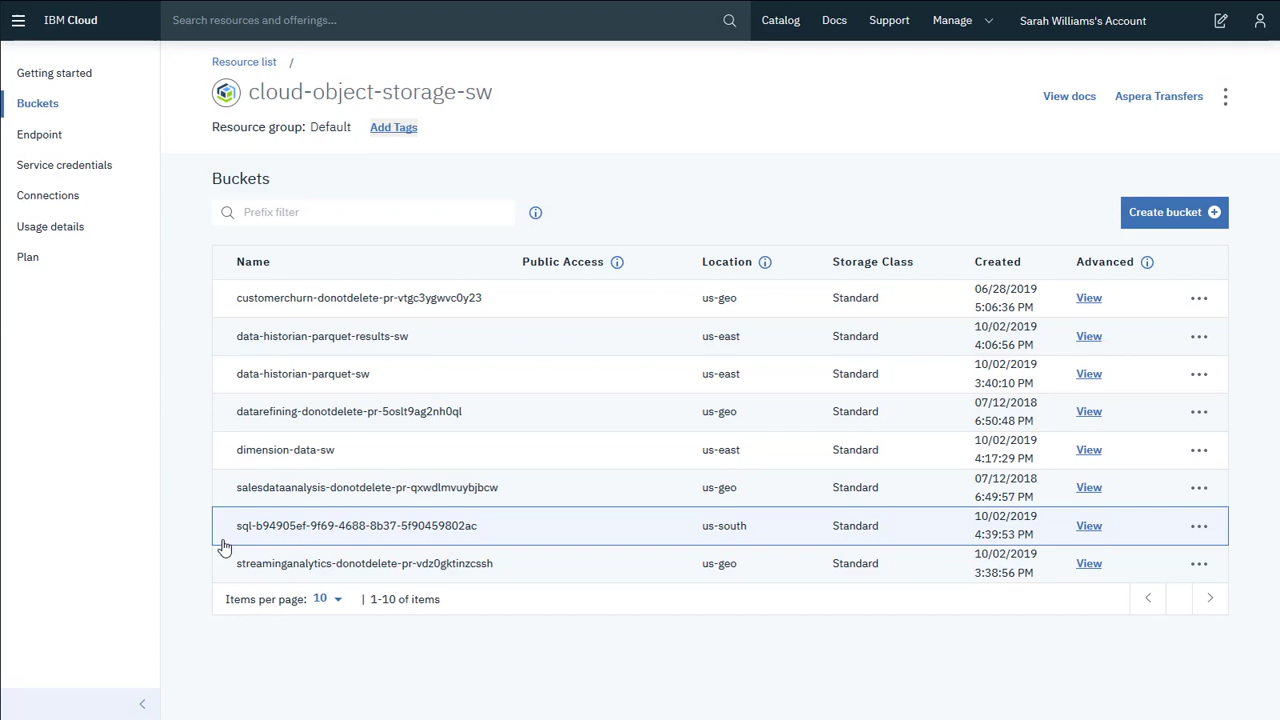 IBM Cloud
Search resources and offerings...
Catalog
Docs
Support
Manage
Sarah Williams's Account
Getting started
Buckets
Endpoint
Service credentials
Connections
Usage details
Plan
Resource list /
cloud-object-storage-sw
Resource group: Default Add Tags
View docs
Aspera Transfers
Buckets
Prefix filter
Create bucket
Name Public Access Location Storage Class Created Advanced
customerchurn-donotdelete-pr-vtgc3ygwvc0y23 us-geo Standard 06/28/2019 5:06:36 PM View
data-historian-parquet-results-sw us-east Standard 10/02/2019 4:06:56 PM View
data-historian-parquet-sw us-east Standard 10/02/2019 3:40:10 PM View
datarefining-donotdelete-pr-5oslt9ag2nh0ql us-geo Standard 07/12/2018 6:50:48 PM View
dimension-data-sw us-east Standard 10/02/2019 4:17:29 PM View
salesdataanalysis-donotdelete-pr-qxwdlmvuybjbcw us-geo Standard 07/12/2018 6:49:57 PM View
sql-b94905ef-9f69-4688-8b37-5f90459802ac us-south Standard 10/02/2019 4:39:53 PM View
streaminganalytics-donotdelete-pr-vdz0gktinzcssh us-geo Standard 10/02/2019 3:38:56 PM View
Items per page: 10 | 1-10 of items